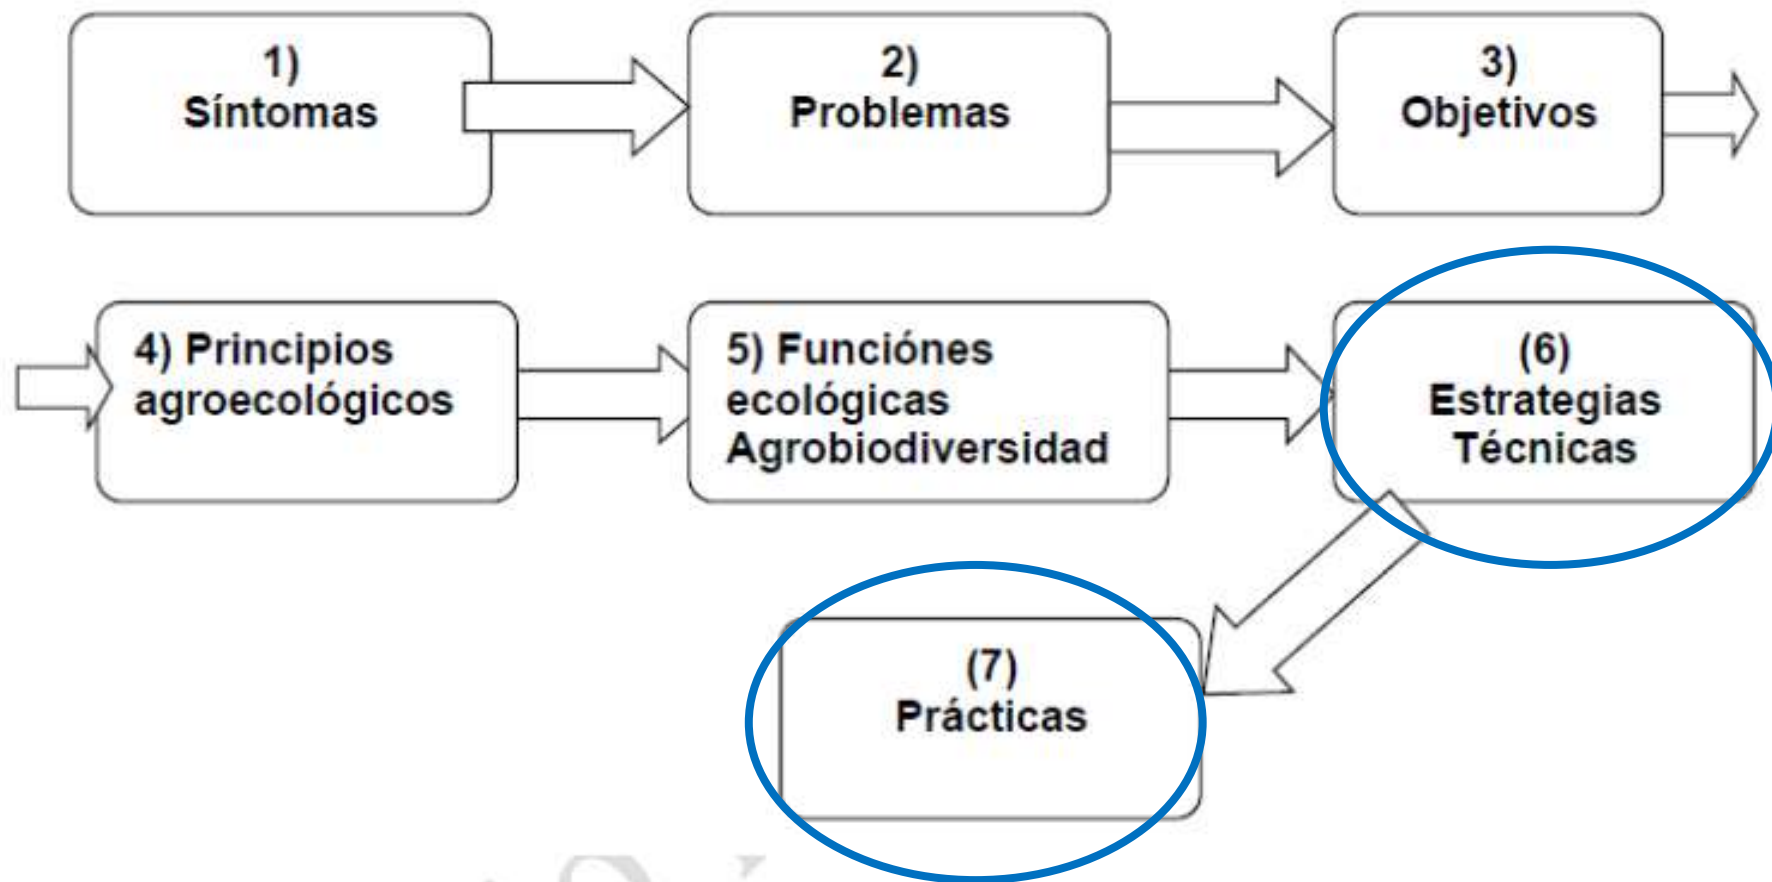 1)
Síntomas
2)
Problemas
3)
Objetivos
4) Principios
agroecológicos
5) Funciónes
ecológicas
Agrobiodiversidad
(6)
Estrategias
Técnicas
(7)
Prácticas